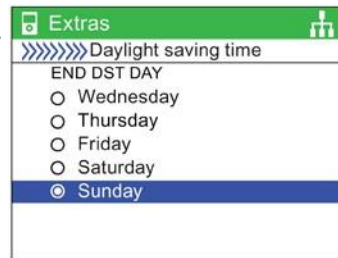 Extras
Daylight saving time
END DST DAY
Wednesday
Thursday
Friday
Saturday
Sunday